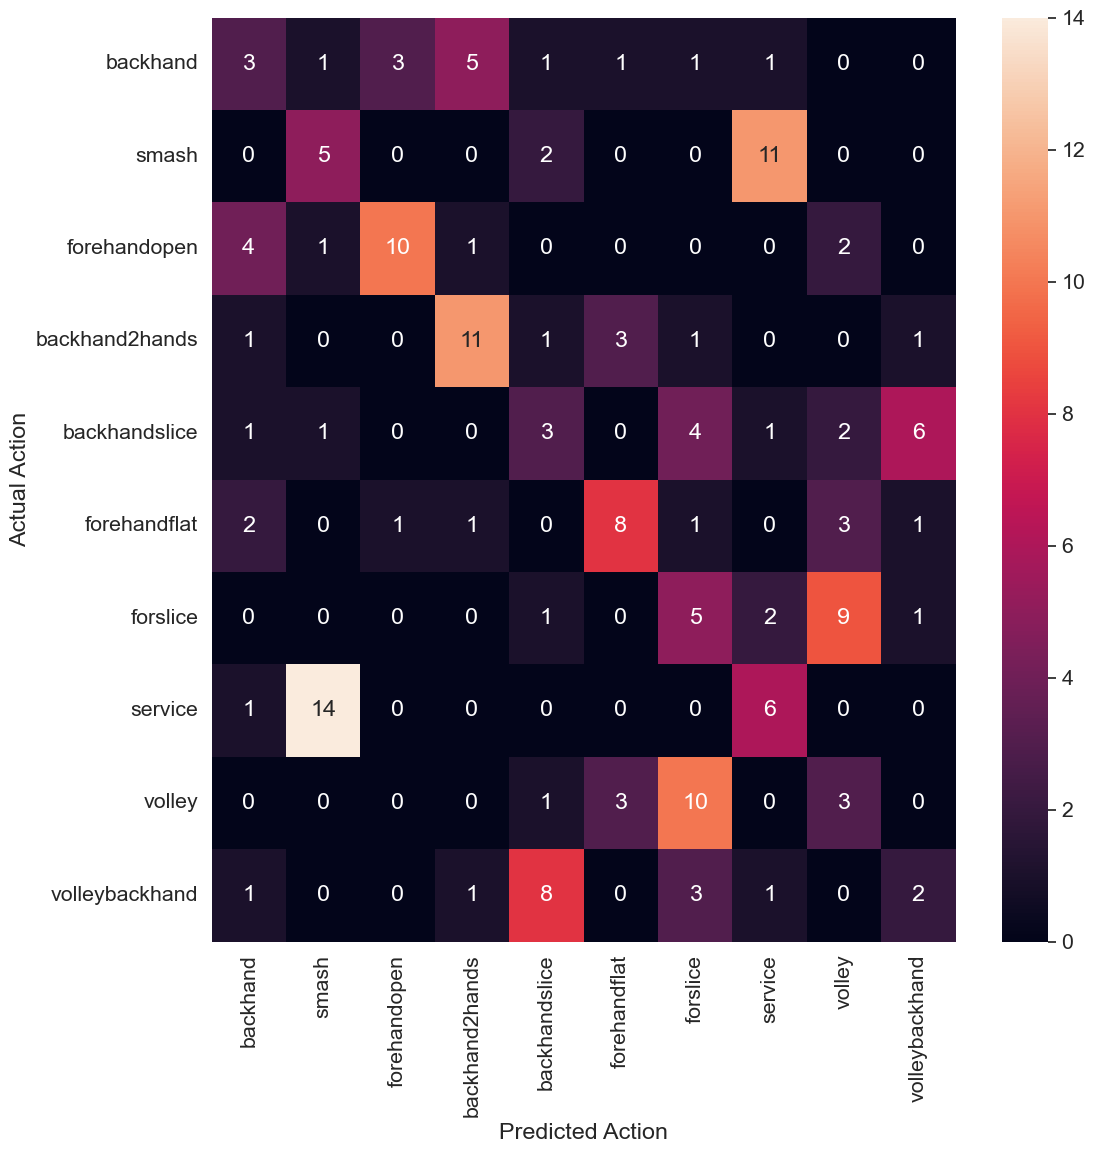 backhand 3 1 3 5 1 1 1 1 0 0
smash 0 5 0 0 2 0 0 11 0 0
forehandopen 4 1 10 1 0 0 0 0 2 0
backhand2hands 1 0 0 11 1 3 1 0 0 1
backhandslice 1 1 0 0 3 0 4 1 2 6
forehandflat 2 0 1 1 0 8 1 0 3 1
forslice 0 0 0 0 1 0 5 2 9 1
service 1 14 0 0 0 0 0 6 0 0
volley 0 0 0 0 1 3 10 0 3 0
volleybackhand 1 0 0 1 8 0 3 1 0 2
Actual Action
backhand
smash
forehandopen
backhand2hands
backhandslice
forehandflat
forslice
service
volley
volleybackhand
Predicted Action
14
12
10
8
6
4
2
0